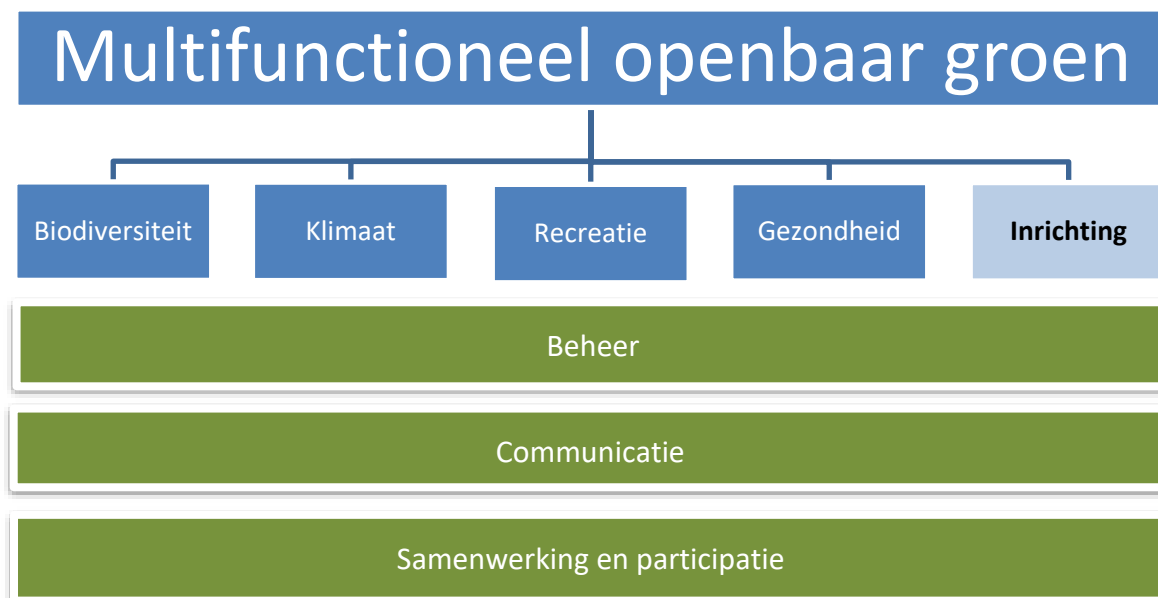 Multifunctioneel openbaar groen
Biodiversiteit
Klimaat
Recreatie
Gezondheid
Inrichting
Beheer
Communicatie
Samenwerking en participatie